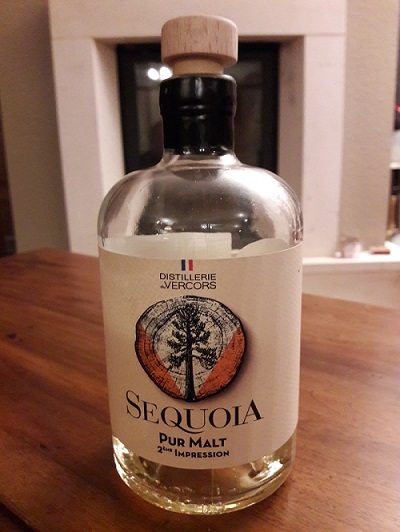 DISTILLERIE
du VERCORS
SEQUOIA
PUR MALT
2ÈME IMPRESSION